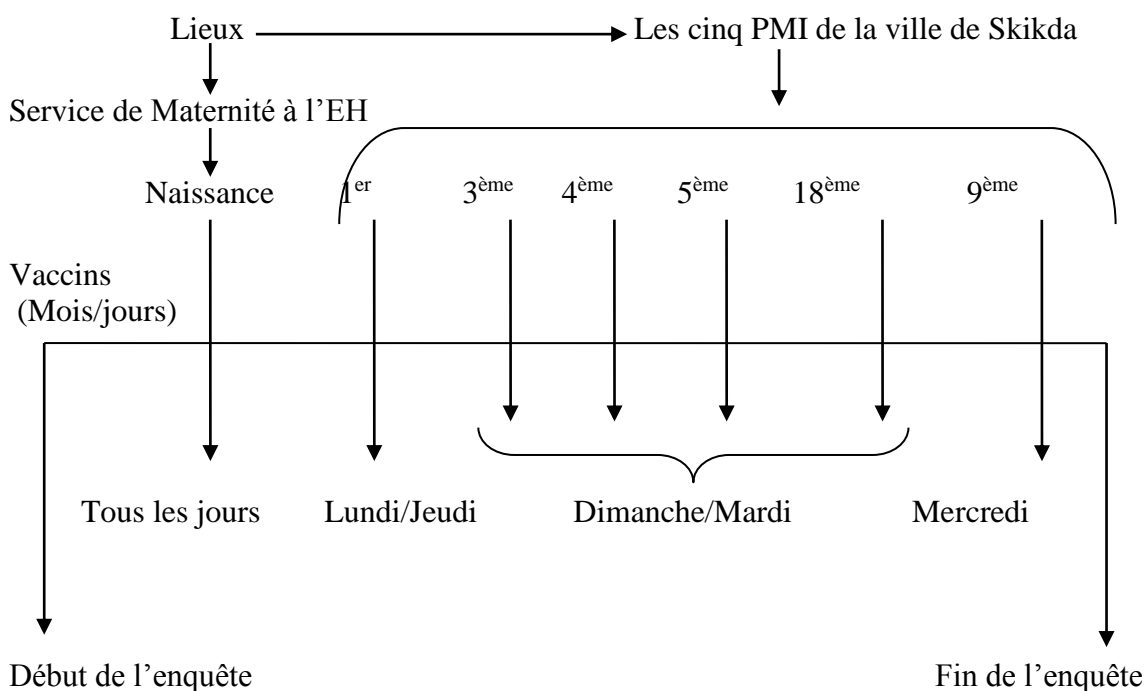 Lieux Les cinq PMI de la ville de Skikda
Service de Maternité à l’EH
Naissance 1er 3ème 4ème 5ème 18ème 9ème
Vaccins
(Mois/jours)
Tous les jours Lundi/Jeudi Dimanche/Mardi Mercredi
Début de l’enquête Fin de l’enquête